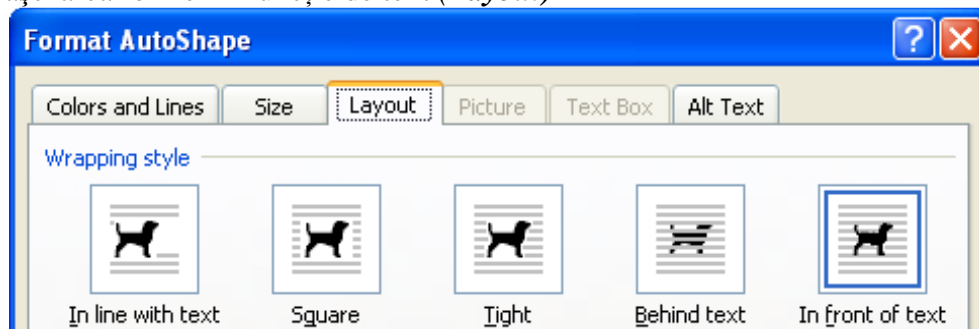 (Layout)
Format AutoShape
Colors and Lines Size Layout Picture Text Box Alt Text
Wrapping style
In line with text Square Tight Behind text In front of text